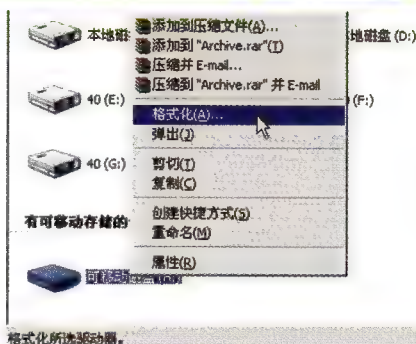 本地磁
添加到压缩文件(A)...
添加到 "Archive.rar"(T)
压缩并 E-mail...
压缩到 "Archive.rar" 并 E-mail
地磁盘 (D:)
40 (E:)
(F:)
格式化(A)...
弹出(J)
40 (G:)
剪切(T)
复制(C)
有可移动存储的
创建快捷方式(S)
重命名(M)
属性(R)
可移动
格式化所选驱动器。